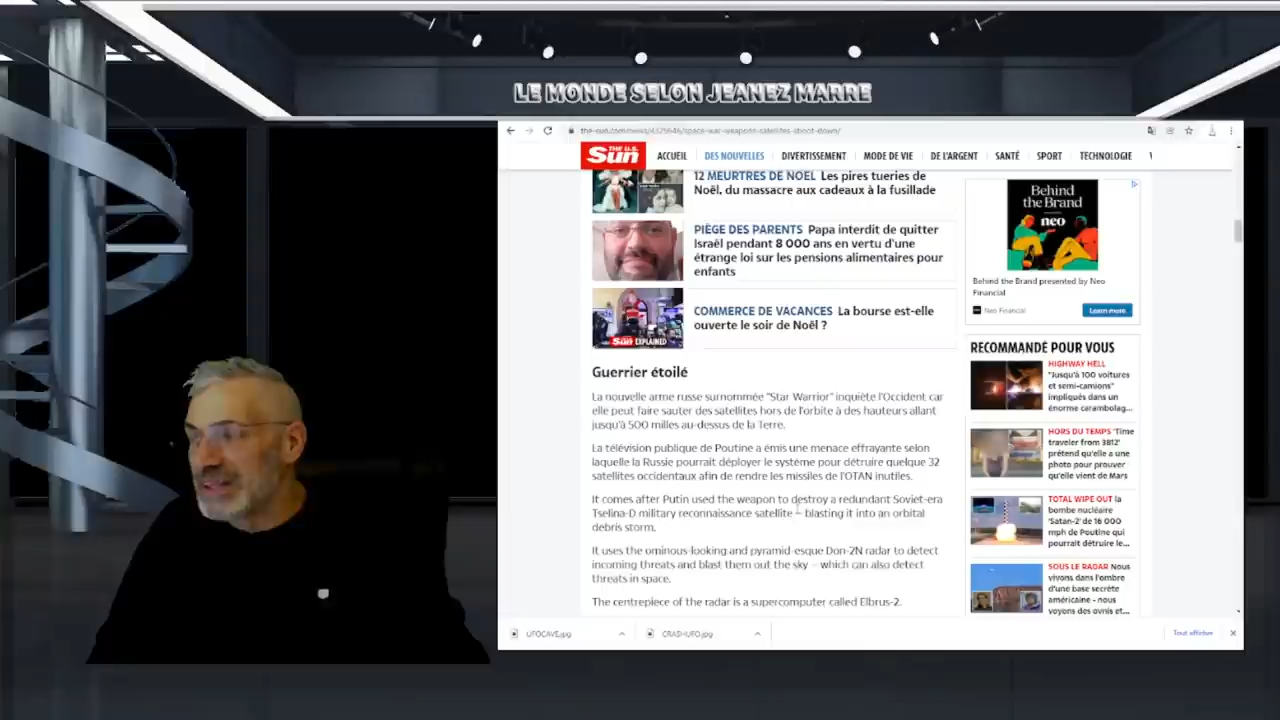 LE MONDE SELON JEANEZ MARRE
THE U.S. Sun
ACCUEIL
DES NOUVELLES
DIVERTISSEMENT
MODE DE VIE
DE L'ARGENT
SANTÉ
SPORT
TECHNOLOGIE
12 MEURTRES DE NOËL Les pires tueries de
Noël, du massacre aux cadeaux à la fusillade
PIÈGE DES PARENTS Papa interdit de quitter
Israël pendant 8 000 ans en vertu d'une
étrange loi sur les pensions alimentaires pour
enfants
Sun EXPLAINED
COMMERCE DE VACANCES La bourse est-elle
ouverte le soir de Noël ?
Guerrier étoilé
La nouvelle arme russe surnommée "Star Warrior" inquiète l'Occident car
elle peut faire sauter des satellites hors de l'orbite à des hauteurs allant
jusqu'à 500 milles au-dessus de la Terre.
La télévision publique de Poutine a émis une menace effrayante selon
laquelle la Russie pourrait déployer le système pour détruire quelque 32
satellites occidentaux afin de rendre les missiles de l'OTAN inutiles.
It comes after Putin used the weapon to destroy a redundant Soviet-era
Tselina-D military reconnaissance satellite – blasting it into an orbital
debris storm.
It uses the ominous-looking and pyramid-esque Don-2N radar to detect
incoming threats and blast them out the sky – which can also detect
threats in space.
The centrepiece of the radar is a supercomputer called Elbrus-2.
Behind
the Brand
neo
Behind the Brand presented by Neo
Financial
Neo Financial
Learn more
RECOMMANDÉ POUR VOUS
HIGHWAY HELL
"Jusqu'à 100 voitures
et semi-camions"
impliqués dans un
énorme carambolag...
HORS DU TEMPS 'Time
traveler from 3812'
prétend qu'elle a une
photo pour prouver
qu'elle vient de Mars
TOTAL WIPE OUT la
bombe nucléaire
'Satan-2' de 16 000
mph de Poutine qui
pourrait détruire le...
SOUS LE RADAR Nous
vivons dans l'ombre
d'une base secrète
américaine - nous
voyons des ovnis et...
UFOCAVE.jpg
CRASHUFO.jpg
Tout afficher